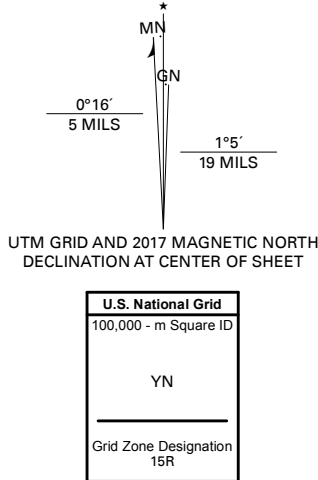 ★
MN
GN
0°16´
5 MILS
1°5´
19 MILS
UTM GRID AND 2017 MAGNETIC NORTH
DECLINATION AT CENTER OF SHEET
U.S. National Grid
100,000 - m Square ID
YN
Grid Zone Designation
15R